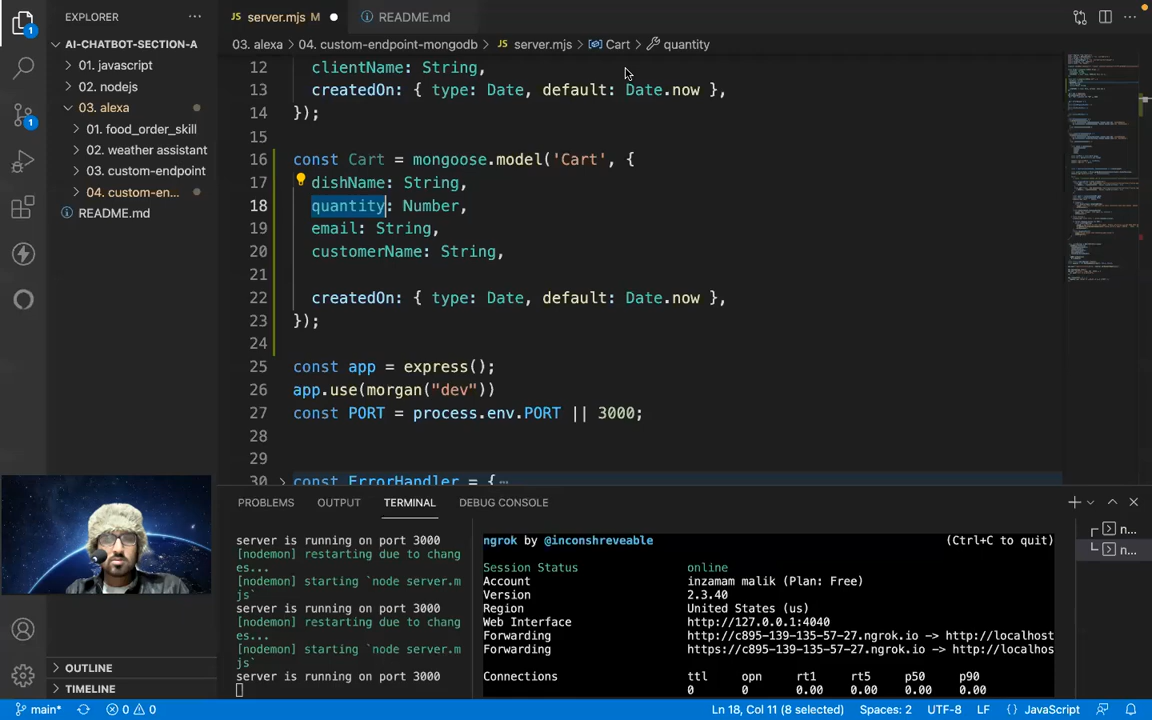 EXPLORER
···
server.mjs M
README.md
AI-CHATBOT-SECTION-A
01. javascript
02. nodejs
03. alexa
01. food_order_skill
02. weather assistant
03. custom-endpoint
04. custom-en...
README.md
03. alexa > 04. custom-endpoint-mongodb > JS server.mjs > Cart > quantity
12 clientName: String,
13 createdOn: { type: Date, default: Date.now },
14 });
15
16 const Cart = mongoose.model('Cart', {
17 dishName: String,
18 quantity: Number,
19 email: String,
20 customerName: String,
21
22 createdOn: { type: Date, default: Date.now },
23 });
24
25 const app = express();
26 app.use(morgan("dev"))
27 const PORT = process.env.PORT || 3000;
28
29
30 const ErrorHandler = {…
PROBLEMS OUTPUT TERMINAL DEBUG CONSOLE
server is running on port 3000
[nodemon] restarting due to chang
es...
[nodemon] starting `node server.m
js`
server is running on port 3000
[nodemon] restarting due to chang
es...
[nodemon] starting `node server.m
js`
server is running on port 3000
ngrok by @inconshreveable (Ctrl+C to quit)
Session Status online
Account inzamam malik (Plan: Free)
Version 2.3.40
Region United States (us)
Web Interface http://127.0.0.1:4040
Forwarding http://c895-139-135-57-27.ngrok.io -> http://localhost
Forwarding https://c895-139-135-57-27.ngrok.io -> http://localhos
Connections ttl opn rt1 rt5 p50 p90
0 0 0.00 0.00 0.00 0.00
n...
n...
OUTLINE
TIMELINE
main* 0 0 Ln 18, Col 11 (8 selected) Spaces: 2 UTF-8 LF {} JavaScript